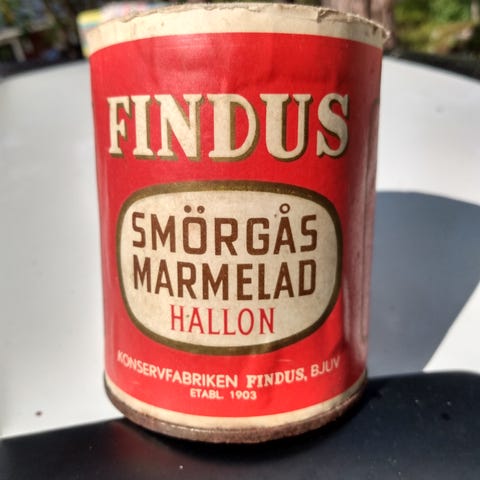 FINDUS
SMÖRGÅS
MARMELAD
HALLON
KONSERVFABRIKEN FINDUS, BJUV
ETABL. 1903